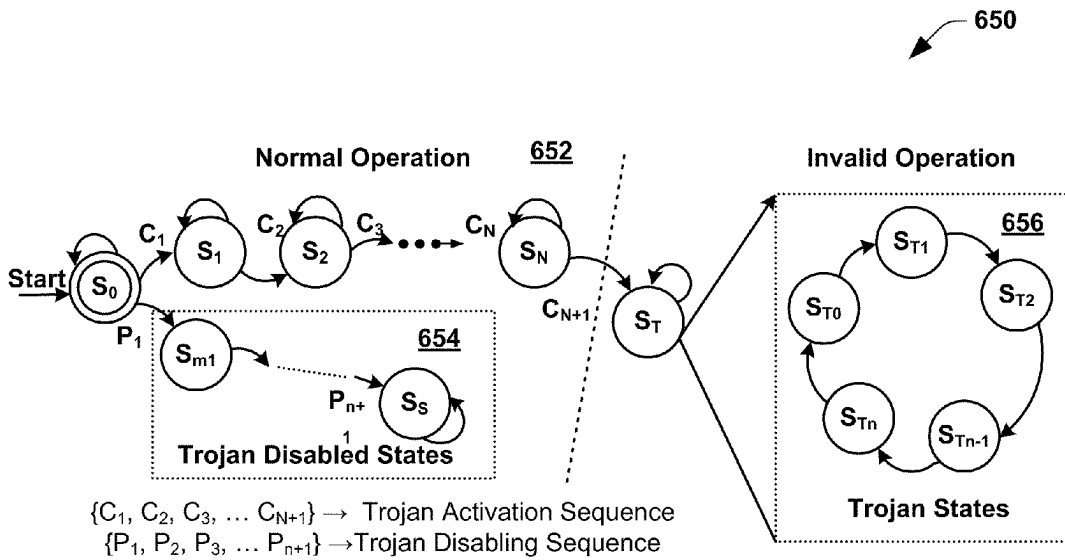 650
Normal Operation
652
Invalid Operation
656
Start
S0
C1
S1
C2
S2
C3
CN
SN
CN+1
ST
P1
Sm1
654
Pn+
1
SS
Trojan Disabled States
ST0
ST1
ST2
STn-1
STn
Trojan States
{C1, C2, C3, ... CN+1} → Trojan Activation Sequence
{P1, P2, P3, ... Pn+1} →Trojan Disabling Sequence